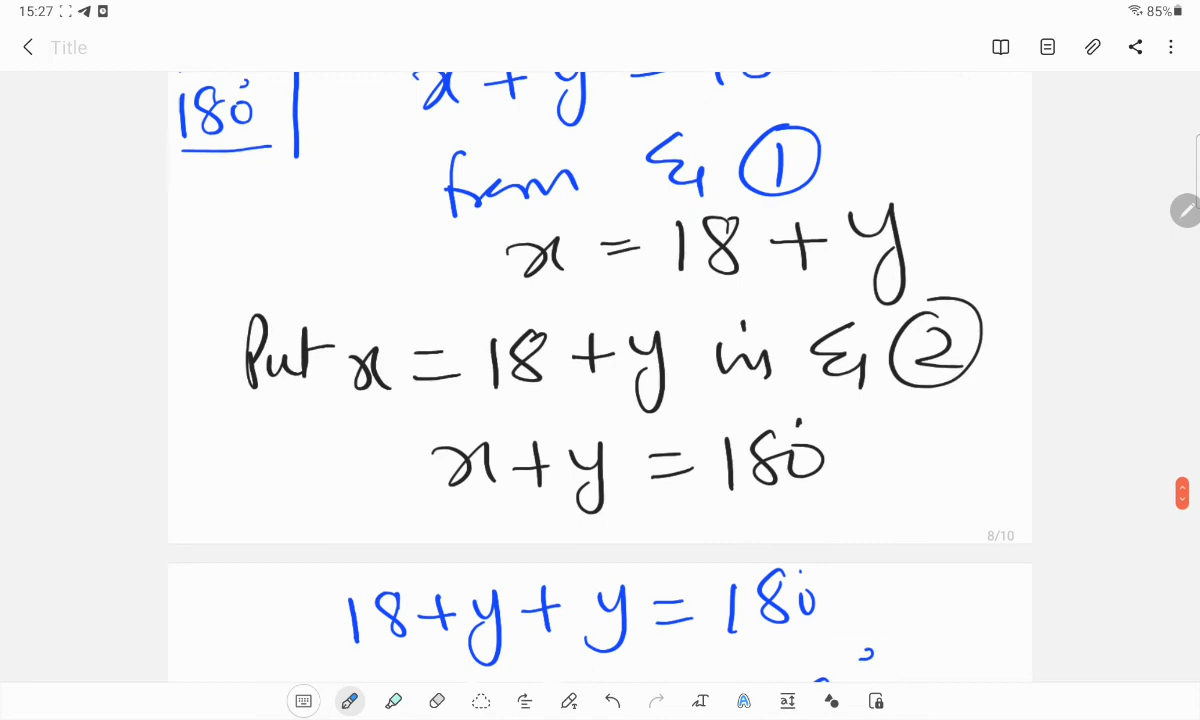 15:27 85%
Title
180° x + y = 18
from Eq ①
x = 18 + y
Put x = 18 + y in Eq ②
x + y = 180°
8/10
18 + y + y = 180°